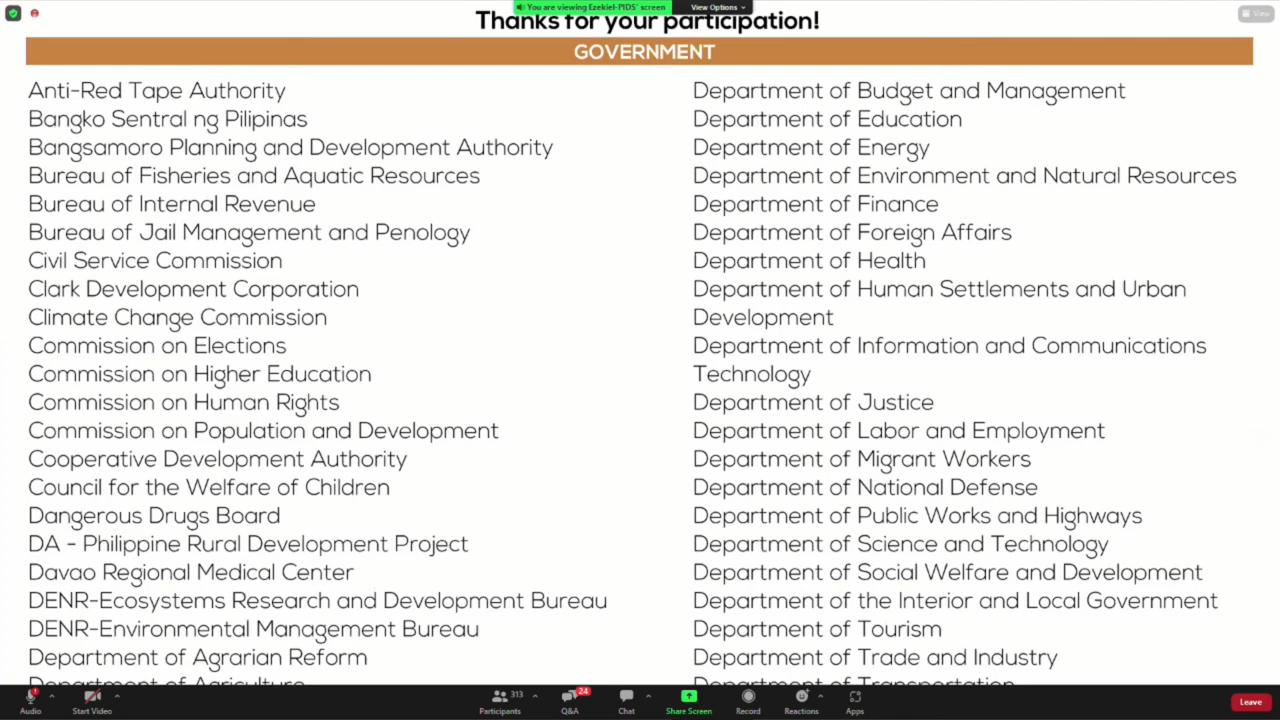 You are viewing Ezekiel-PIDS' screen
View Options
View
Thanks for your participation!
GOVERNMENT
Anti-Red Tape Authority
Bangko Sentral ng Pilipinas
Bangsamoro Planning and Development Authority
Bureau of Fisheries and Aquatic Resources
Bureau of Internal Revenue
Bureau of Jail Management and Penology
Civil Service Commission
Clark Development Corporation
Climate Change Commission
Commission on Elections
Commission on Higher Education
Commission on Human Rights
Commission on Population and Development
Cooperative Development Authority
Council for the Welfare of Children
Dangerous Drugs Board
DA - Philippine Rural Development Project
Davao Regional Medical Center
DENR-Ecosystems Research and Development Bureau
DENR-Environmental Management Bureau
Department of Agrarian Reform
Department of Agriculture
Department of Budget and Management
Department of Education
Department of Energy
Department of Environment and Natural Resources
Department of Finance
Department of Foreign Affairs
Department of Health
Department of Human Settlements and Urban
Development
Department of Information and Communications
Technology
Department of Justice
Department of Labor and Employment
Department of Migrant Workers
Department of National Defense
Department of Public Works and Highways
Department of Science and Technology
Department of Social Welfare and Development
Department of the Interior and Local Government
Department of Tourism
Department of Trade and Industry
Department of Transportation
Audio
Start Video
313
Participants
24
Q&A
Chat
Share Screen
Record
Reactions
Apps
Leave